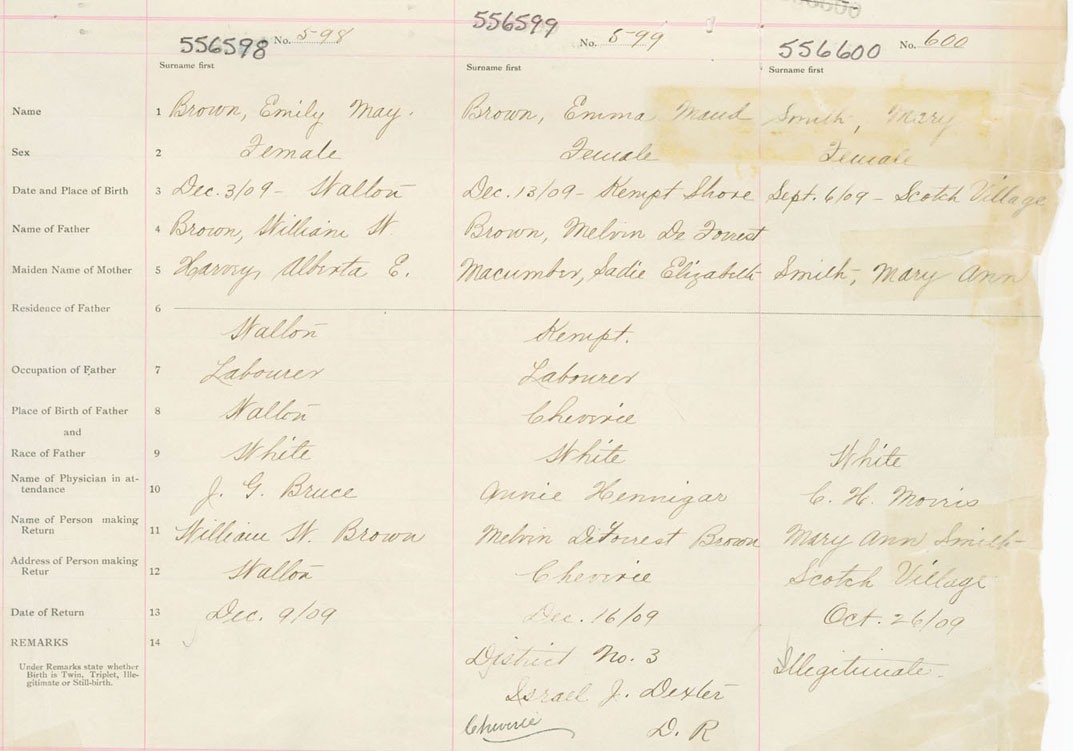 556598 No. 598
556599 No. 599
556600 No. 600
Surname first Surname first Surname first
Name 1 Brown, Emily May. Brown, Emma Maud Smith, Mary
Sex 2 Female Female Female
Date and Place of Birth 3 Dec. 3/09 - Walton Dec. 13/09 - Kempt Shore Sept. 6/09 - Scotch Village
Name of Father 4 Brown, William W. Brown, Melvin De Forrest
Maiden Name of Mother 5 Harvey, Alberta E. Macumber, Sadie Elizabeth Smith, Mary Ann
Residence of Father 6
Walton Kempt.
Occupation of Father 7 Labourer Labourer
Place of Birth of Father 8 Walton Cheverie
and
Race of Father 9 White White White
Name of Physician in at-
tendance 10 J. G. Bruce Annie Hennigar C. H. Morris
Name of Person making
Return 11 William W. Brown Melvin DeForrest Brown Mary Ann Smith
Address of Person making
Retur 12 Walton Cheverie Scotch Village
Date of Return 13 Dec. 9/09 Dec. 16/09 Oct. 26/09
REMARKS 14
Under Remarks state whether
Birth is Twin, Triplet, Ille-
gitimate or Still-birth.
District No. 3 Illegitimate.
Israel J. Dexter
Cheverie D. R